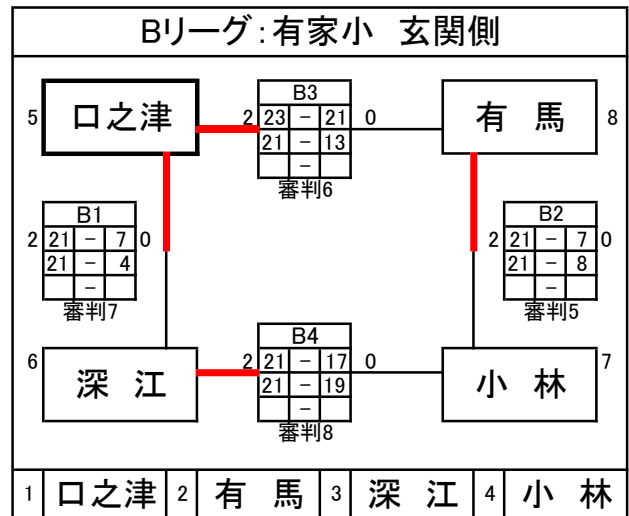 Bリーグ：有家小 玄関側
B3
5 口之津 2 23 － 21 0 有 馬 8
21 － 13
－
審判6
B1 B2
2 21 － 7 0 2 21 － 7 0
21 － 4 21 － 8
－ －
審判7 審判5
B4
6 深 江 2 21 － 17 0 小 林 7
21 － 19
－
審判8
1 口之津 2 有 馬 3 深 江 4 小 林